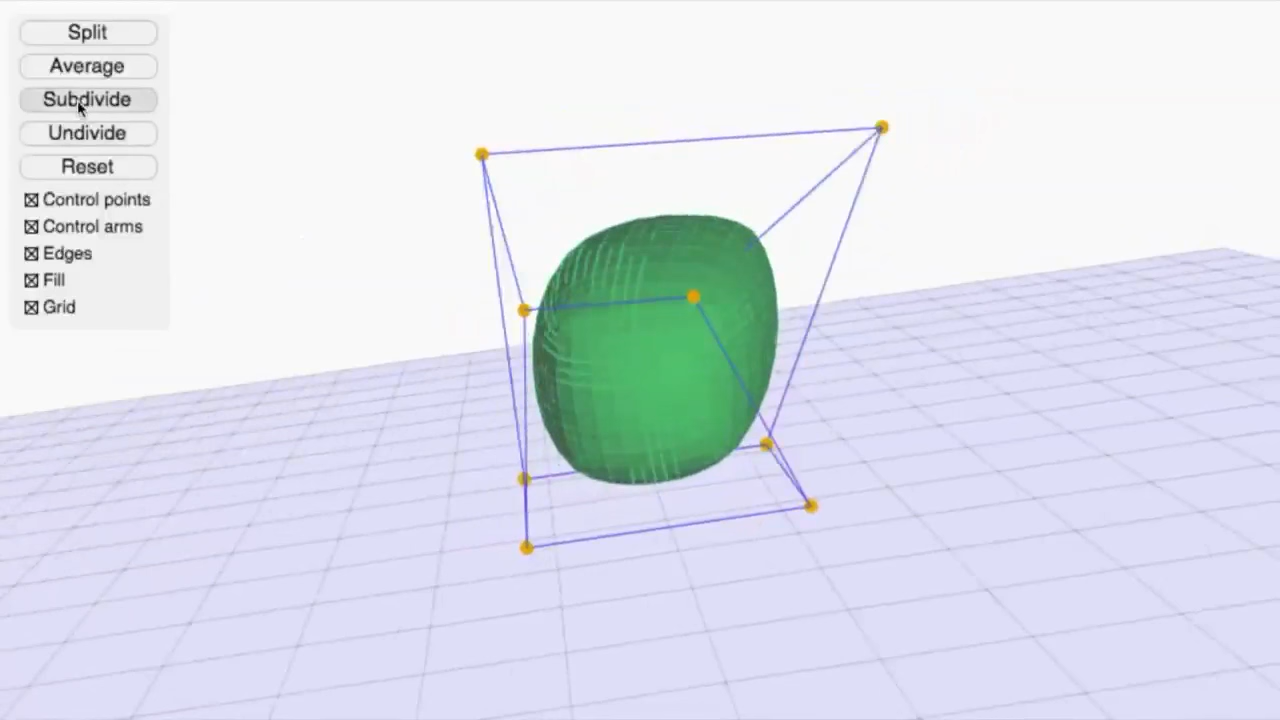 Split
Average
Subdivide
Undivide
Reset
Control points
Control arms
Edges
Fill
Grid